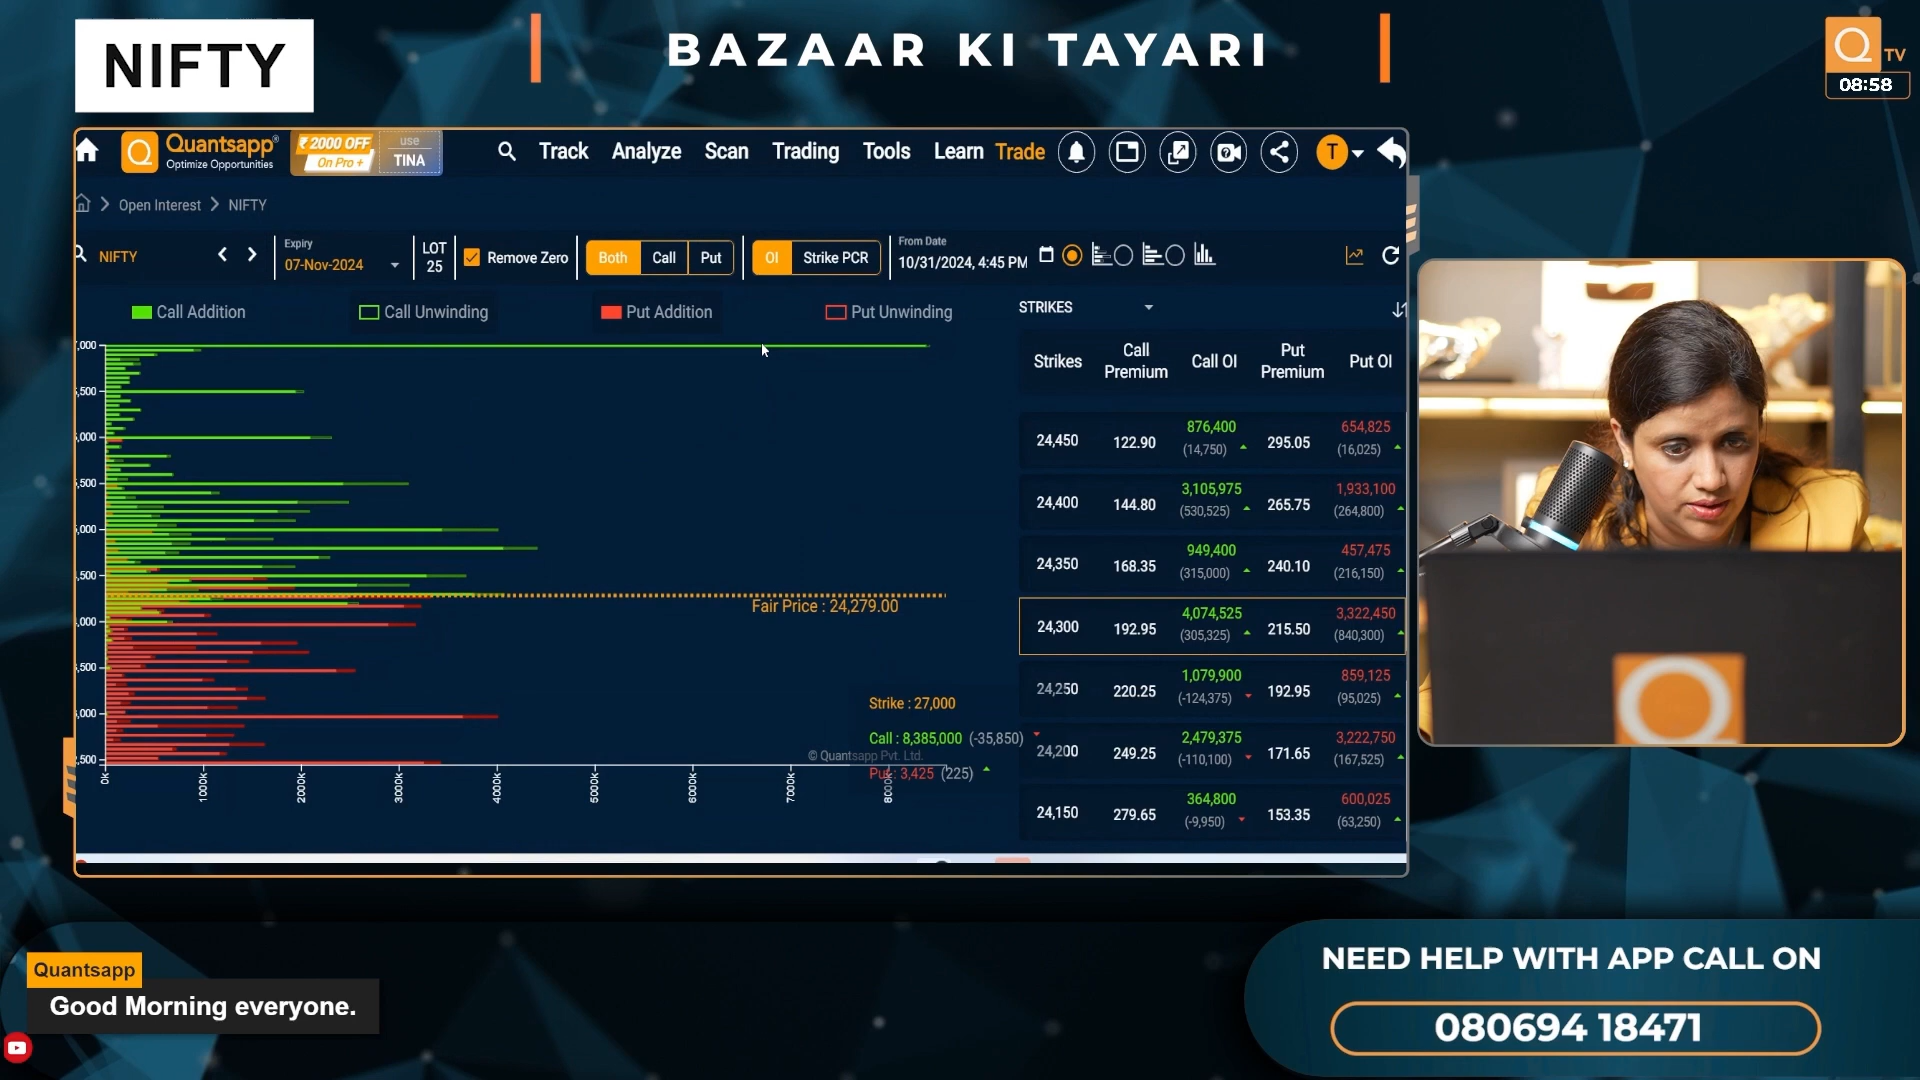 NIFTY
BAZAAR KI TAYARI
Q TV
08:58
Quantsapp®
Optimize Opportunities
₹2000 OFF
On Pro +
use
TINA
Track Analyze Scan Trading Tools Learn Trade
T
Open Interest > NIFTY
NIFTY
Expiry
07-Nov-2024
LOT
25
Remove Zero
Both Call Put
OI Strike PCR
From Date
10/31/2024, 4:45 PM
Call Addition Call Unwinding Put Addition Put Unwinding
STRIKES
Strikes Call Premium Call OI Put Premium Put OI
24,450 122.90 876,400 (14,750) 295.05 654,825 (16,025)
24,400 144.80 3,105,975 (530,525) 265.75 1,933,100 (264,800)
24,350 168.35 949,400 (315,000) 240.10 457,475 (216,150)
24,300 192.95 4,074,525 (305,325) 215.50 3,322,450 (840,300)
24,250 220.25 1,079,900 (-124,375) 192.95 859,125 (95,025)
24,200 249.25 2,479,375 (-110,100) 171.65 3,222,750 (167,525)
24,150 279.65 364,800 (-9,950) 153.35 600,025 (63,250)
,000
,500
,000
,500
,000
,500
,000
,500
,000
,500
Fair Price : 24,279.00
Strike : 27,000
Call : 8,385,000 (-35,850)
© Quantsapp Pvt. Ltd.
Put : 3,425 (225)
0k 1000k 2000k 3000k 4000k 5000k 6000k 7000k 8000k
Quantsapp
Good Morning everyone.
NEED HELP WITH APP CALL ON
080694 18471